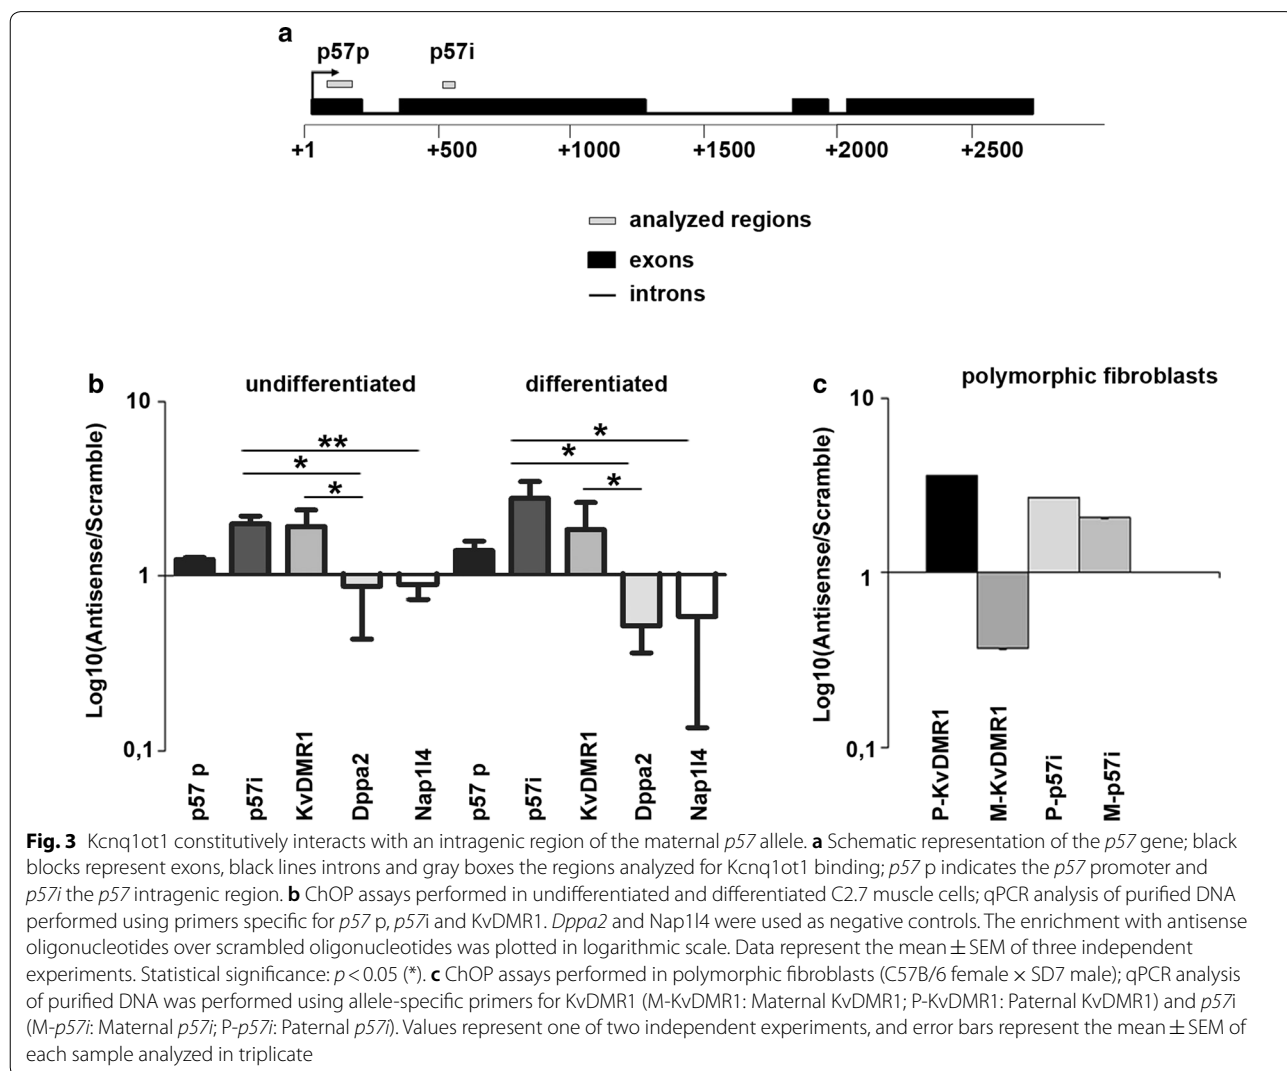 a
p57p p57i
+1 +500 +1000 +1500 +2000 +2500
analyzed regions
exons
introns
b undifferentiated differentiated
Log10(Antisense/Scramble)
10
1
0,1
**
*
*
*
*
*
p57 p p57i KvDMR1 Dppa2 Nap1l4 p57 p p57i KvDMR1 Dppa2 Nap1l4
c polymorphic fibroblasts
Log10(Antisense/Scramble)
10
1
0,1
P-KvDMR1 M-KvDMR1 P-p57i M-p57i
Fig. 3 Kcnq1ot1 constitutively interacts with an intragenic region of the maternal p57 allele. a Schematic representation of the p57 gene; black
blocks represent exons, black lines introns and gray boxes the regions analyzed for Kcnq1ot1 binding; p57 p indicates the p57 promoter and
p57i the p57 intragenic region. b ChOP assays performed in undifferentiated and differentiated C2.7 muscle cells; qPCR analysis of purified DNA
performed using primers specific for p57 p, p57i and KvDMR1. Dppa2 and Nap1l4 were used as negative controls. The enrichment with antisense
oligonucleotides over scrambled oligonucleotides was plotted in logarithmic scale. Data represent the mean ± SEM of three independent
experiments. Statistical significance: p < 0.05 (*). c ChOP assays performed in polymorphic fibroblasts (C57B/6 female × SD7 male); qPCR analysis
of purified DNA was performed using allele-specific primers for KvDMR1 (M-KvDMR1: Maternal KvDMR1; P-KvDMR1: Paternal KvDMR1) and p57i
(M-p57i: Maternal p57i; P-p57i: Paternal p57i). Values represent one of two independent experiments, and error bars represent the mean ± SEM of
each sample analyzed in triplicate